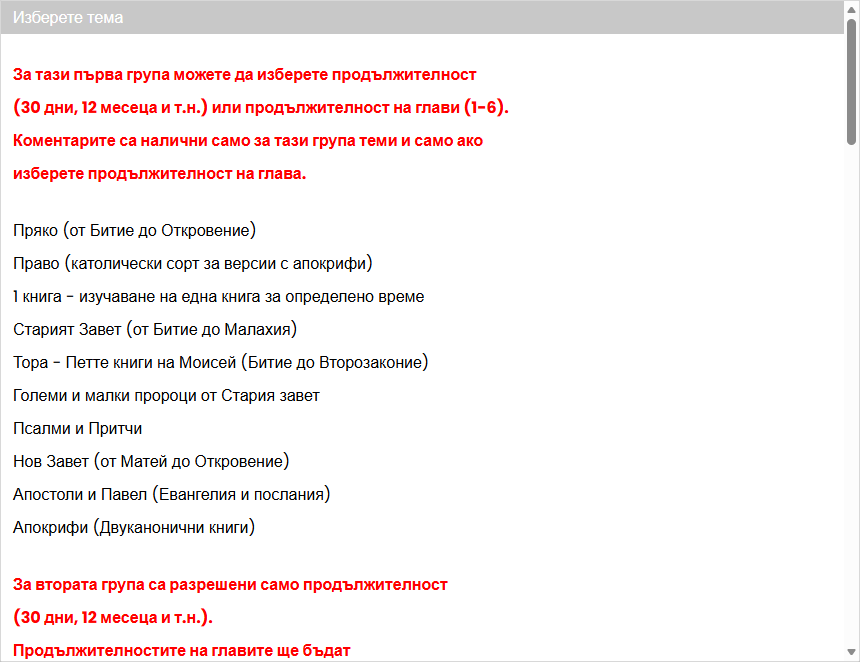 Изберете тема
За тази първа група можете да изберете продължителност
(30 дни, 12 месеца и т.н.) или продължителност на глави (1-6).
Коментарите са налични само за тази група теми и само ако
изберете продължителност на глава.
Пряко (от Битие до Откровение)
Право (католически сорт за версии с апокрифи)
1 книга - изучаване на една книга за определено време
Старият Завет (от Битие до Малахия)
Тора - Петте книги на Моисей (Битие до Второзаконие)
Големи и малки пророци от Стария завет
Псалми и Притчи
Нов Завет (от Матей до Откровение)
Апостоли и Павел (Евангелия и послания)
Апокрифи (Двуканонични книги)
За втората група са разрешени само продължителност
(30 дни, 12 месеца и т.н.).
Продължителностите на главите ще бъдат